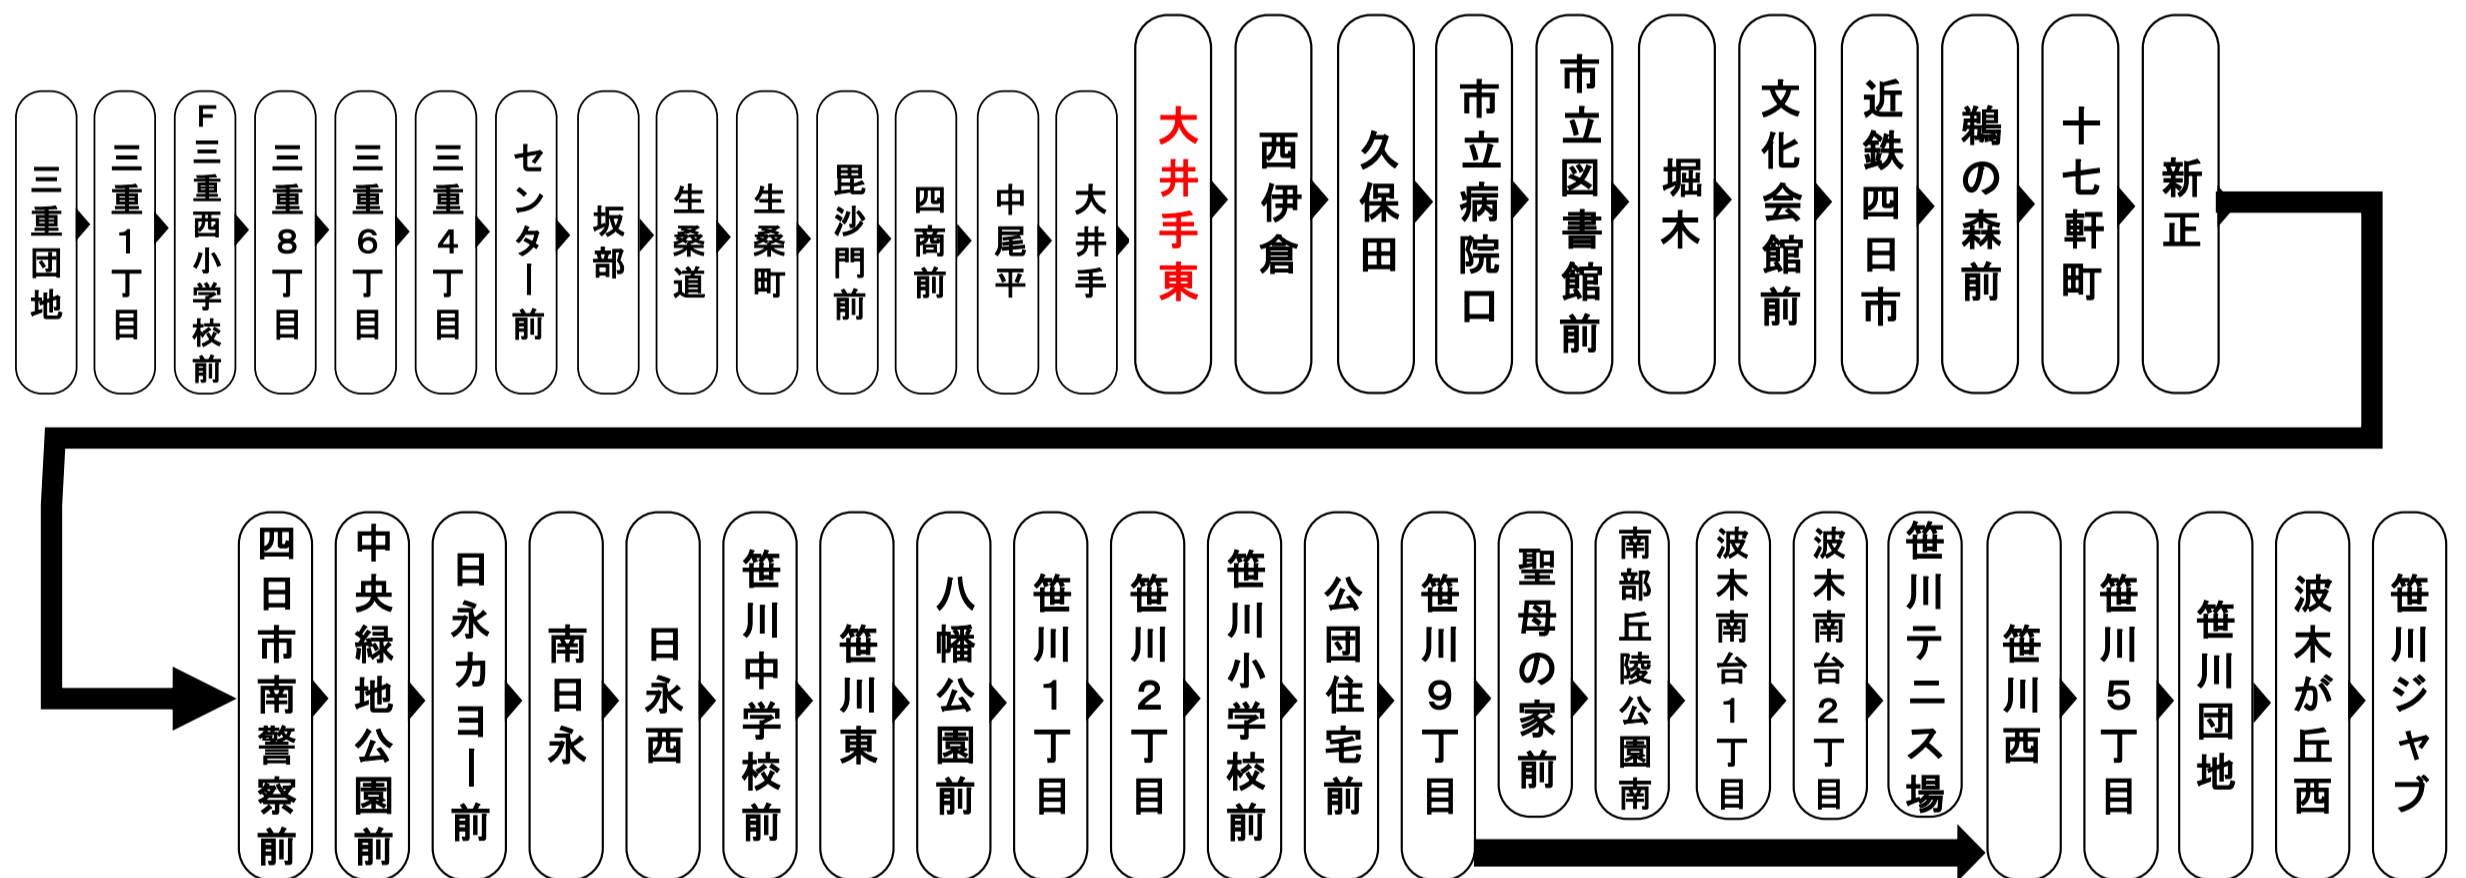 三重団地
三重１丁目
Ｆ三重西小学校前
三重８丁目
三重６丁目
三重４丁目
センター前
坂部
生桑道
生桑町
毘沙門前
四商前
中尾平
大井手
大井手東
西伊倉
久保田
市立病院口
市立図書館前
堀木
文化会館前
近鉄四日市
鵜の森前
十七軒町
新正
四日市南警察前
中央緑地公園前
日永カヨー前
南日永
日永西
笹川中学校前
笹川東
八幡公園前
笹川１丁目
笹川２丁目
笹川小学校前
公団住宅前
笹川９丁目
聖母の家前
南部丘陵公園南
波木南台１丁目
波木南台２丁目
笹川テニス場
笹川西
笹川５丁目
笹川団地
波木が丘西
笹川ジャブ